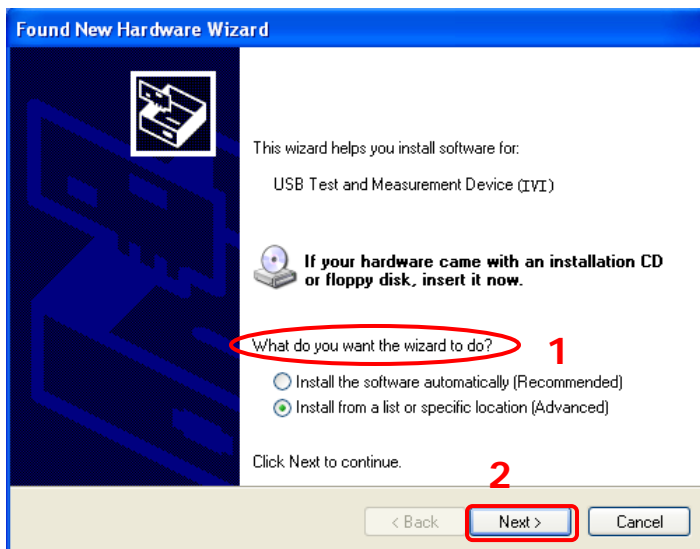 Found New Hardware Wizard
This wizard helps you install software for:
USB Test and Measurement Device (IVI)
If your hardware came with an installation CD
or floppy disk, insert it now.
What do you want the wizard to do?
1
Install the software automatically (Recommended)
Install from a list or specific location (Advanced)
Click Next to continue.
2
< Back
Next >
Cancel